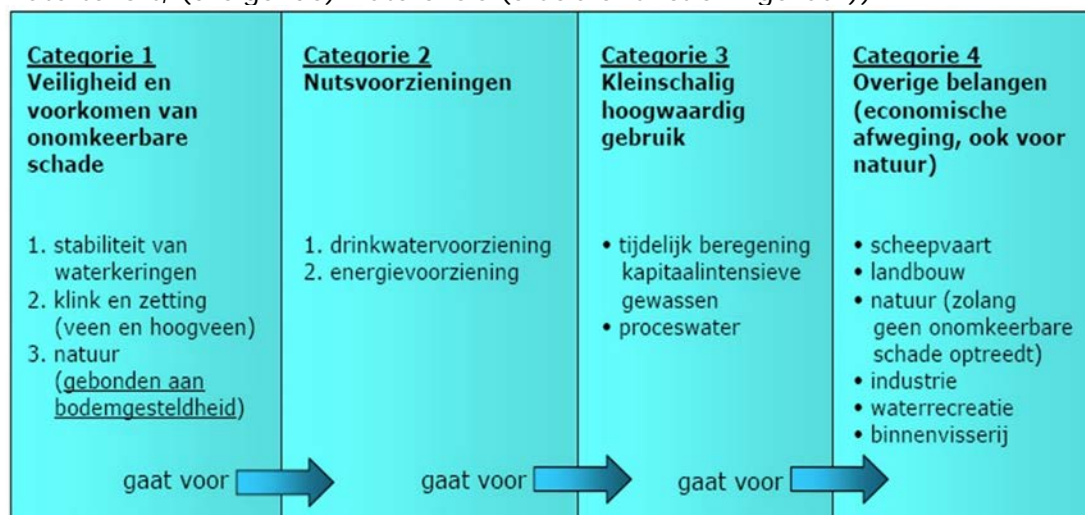 Categorie 1
Veiligheid en
voorkomen van
onomkeerbare
schade
1. stabiliteit van
waterkeringen
2. klink en zetting
(veen en hoogveen)
3. natuur
(gebonden aan
bodemgesteldheid)
gaat voor
Categorie 2
Nutsvoorzieningen
1. drinkwatervoorziening
2. energievoorziening
gaat voor
Categorie 3
Kleinschalig
hoogwaardig
gebruik
• tijdelijk beregening
kapitaalintensieve
gewassen
• proceswater
gaat voor
Categorie 4
Overige belangen
(economische
afweging, ook voor
natuur)
• scheepvaart
• landbouw
• natuur (zolang
geen onomkeerbare
schade optreedt)
• industrie
• waterrecreatie
• binnenvisserij